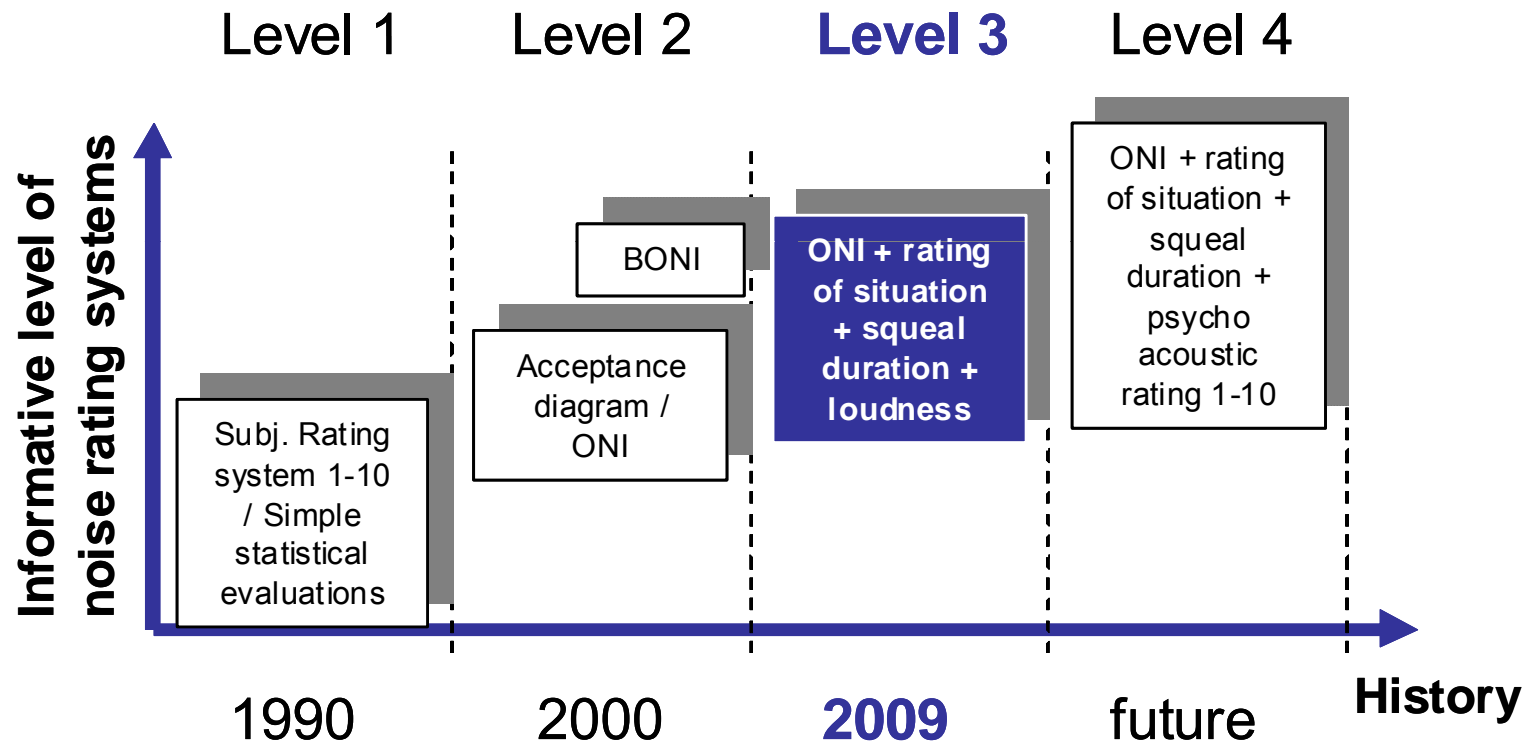 Level 1
Level 2
Level 3
Level 4
Informative level of
noise rating systems
Subj. Rating
system 1-10
/ Simple
statistical
evaluations
BONI
Acceptance
diagram /
ONI
ONI + rating
of situation
+ squeal
duration +
loudness
ONI + rating
of situation +
squeal
duration +
psycho
acoustic
rating 1-10
1990
2000
2009
future
History